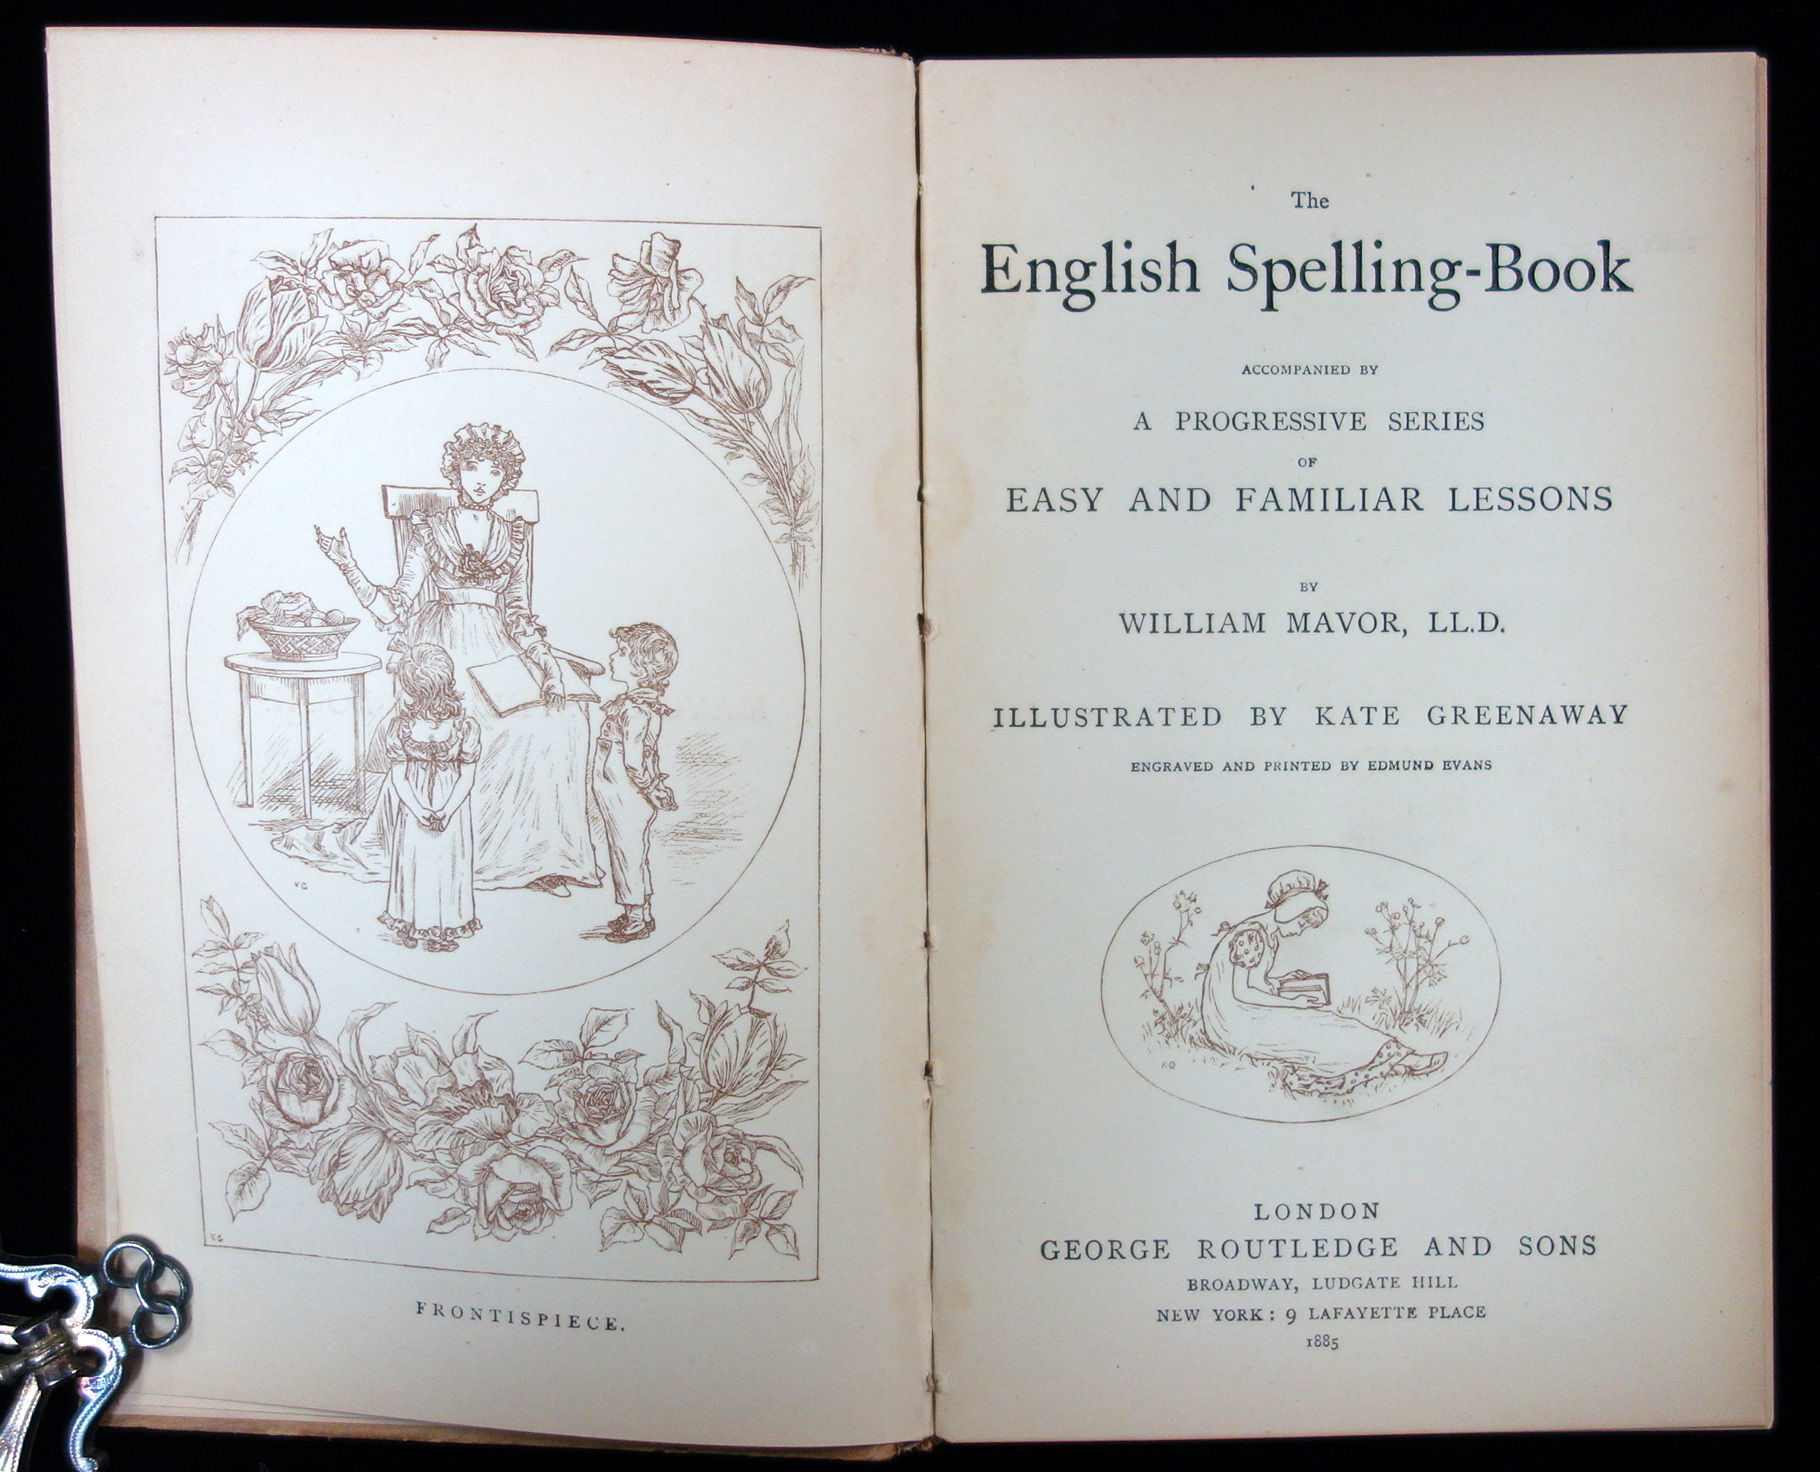 FRONTISPIECE.
The
English Spelling-Book
ACCOMPANIED BY
A PROGRESSIVE SERIES
OF
EASY AND FAMILIAR LESSONS
BY
WILLIAM MAVOR, LL.D.
ILLUSTRATED BY KATE GREENAWAY
ENGRAVED AND PRINTED BY EDMUND EVANS
KG
LONDON
GEORGE ROUTLEDGE AND SONS
BROADWAY, LUDGATE HILL
NEW YORK: 9 LAFAYETTE PLACE
1885